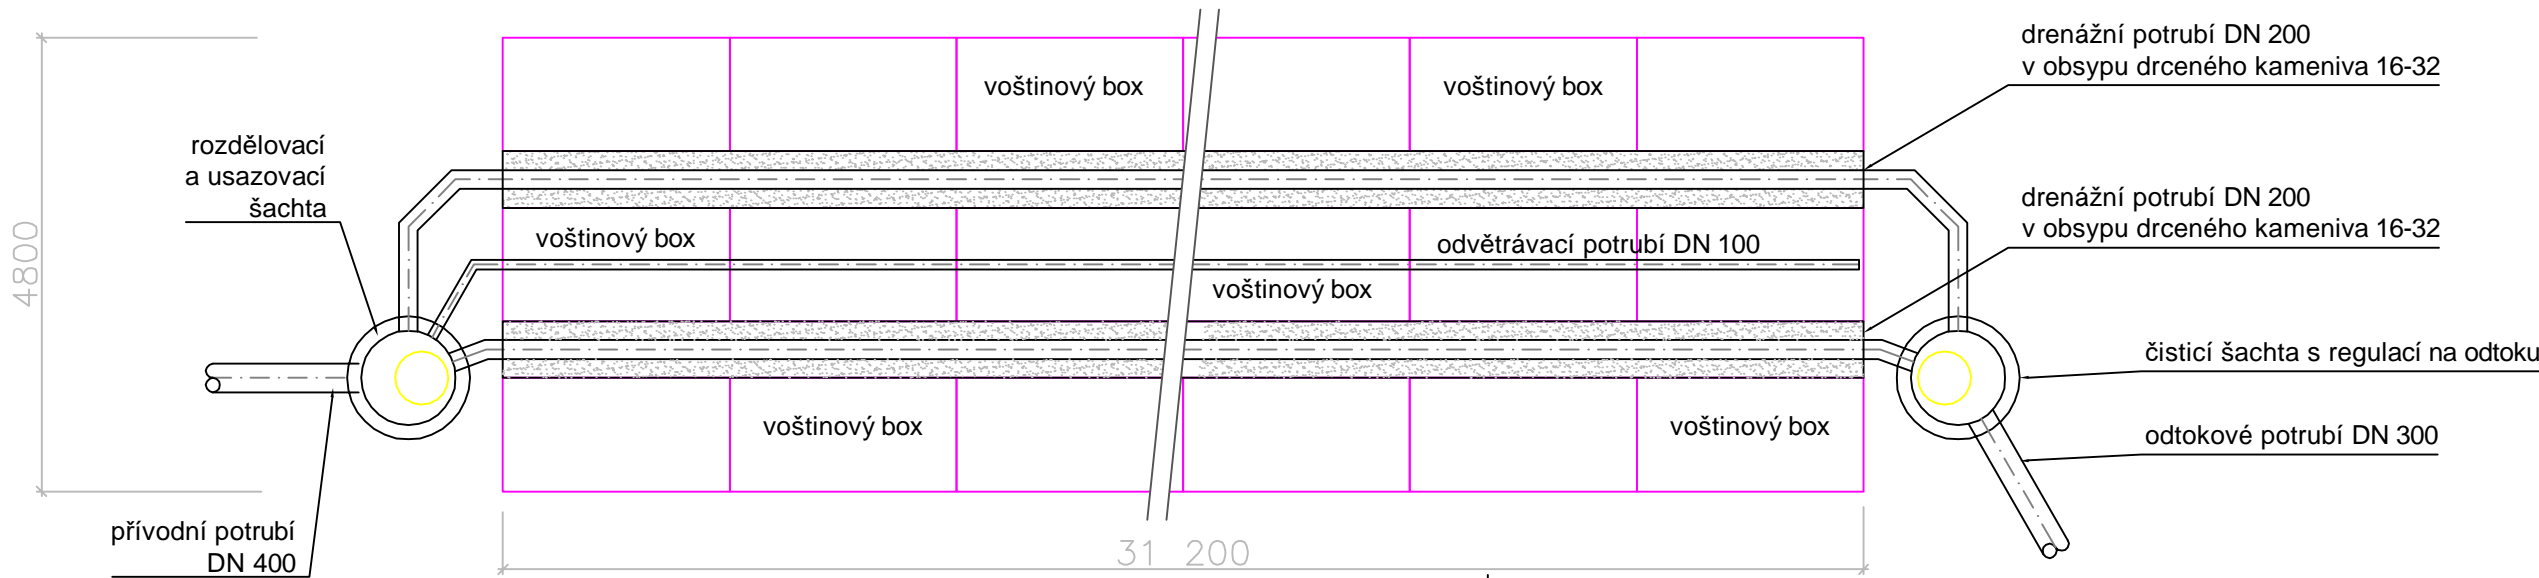 drenážní potrubí DN 200
v obsypu drceného kameniva 16-32
voštinový box
voštinový box
rozdělovací
a usazovací
šachta
drenážní potrubí DN 200
v obsypu drceného kameniva 16-32
voštinový box
odvětrávací potrubí DN 100
4800
voštinový box
čisticí šachta s regulací na odtoku
voštinový box
voštinový box
odtokové potrubí DN 300
přívodní potrubí
DN 400
31 200